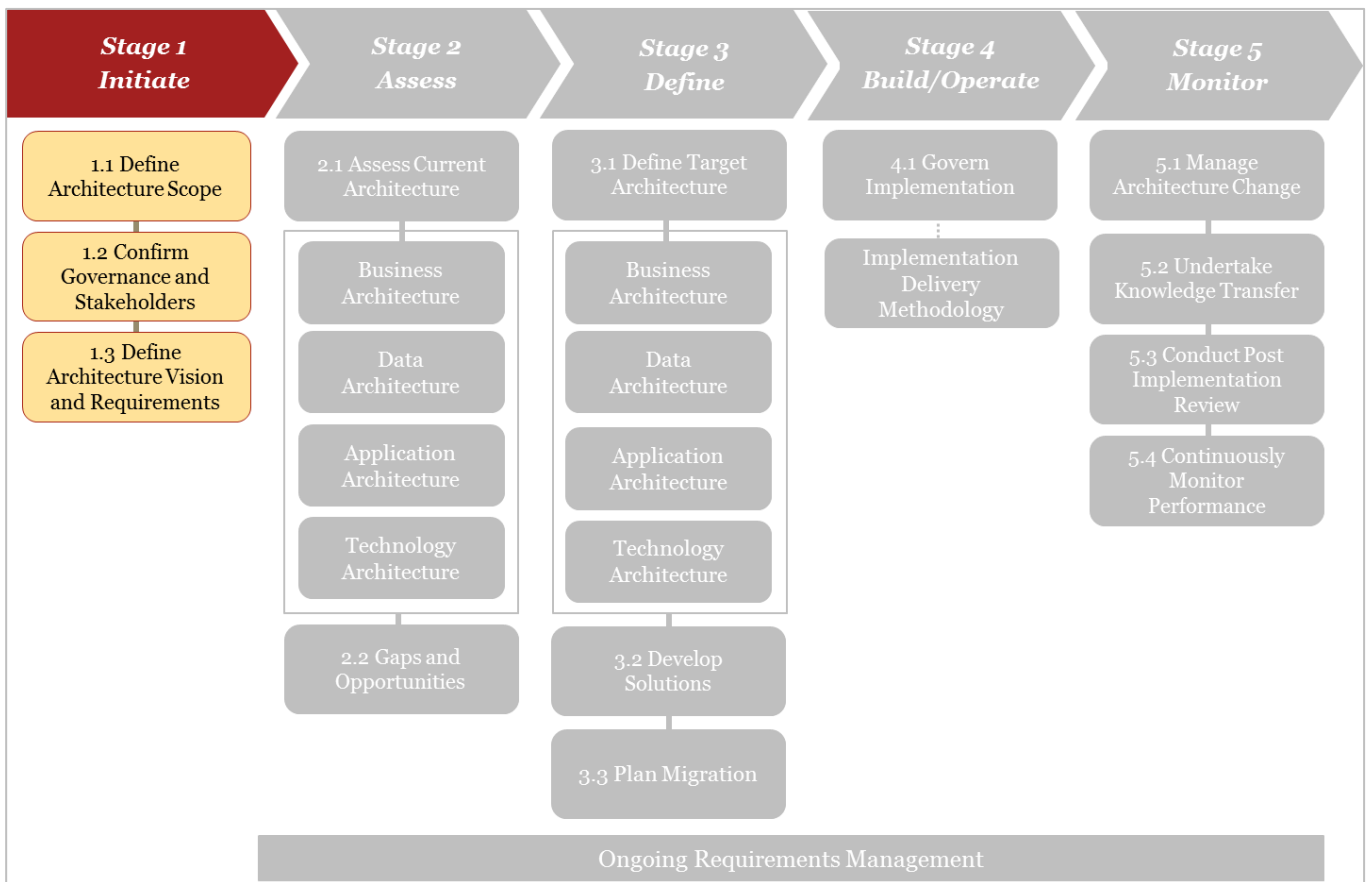 Stage 1
Initiate
Stage 2
Assess
Stage 3
Define
Stage 4
Build/Operate
Stage 5
Monitor
1.1 Define
Architecture Scope
1.2 Confirm
Governance and
Stakeholders
1.3 Define
Architecture Vision
and Requirements
2.1 Assess Current
Architecture
Business
Architecture
Data
Architecture
Application
Architecture
Technology
Architecture
2.2 Gaps and
Opportunities
3.1 Define Target
Architecture
Business
Architecture
Data
Architecture
Application
Architecture
Technology
Architecture
3.2 Develop
Solutions
3.3 Plan Migration
4.1 Govern
Implementation
Implementation
Delivery
Methodology
5.1 Manage
Architecture Change
5.2 Undertake
Knowledge Transfer
5.3 Conduct Post
Implementation
Review
5.4 Continuously
Monitor
Performance
Ongoing Requirements Management